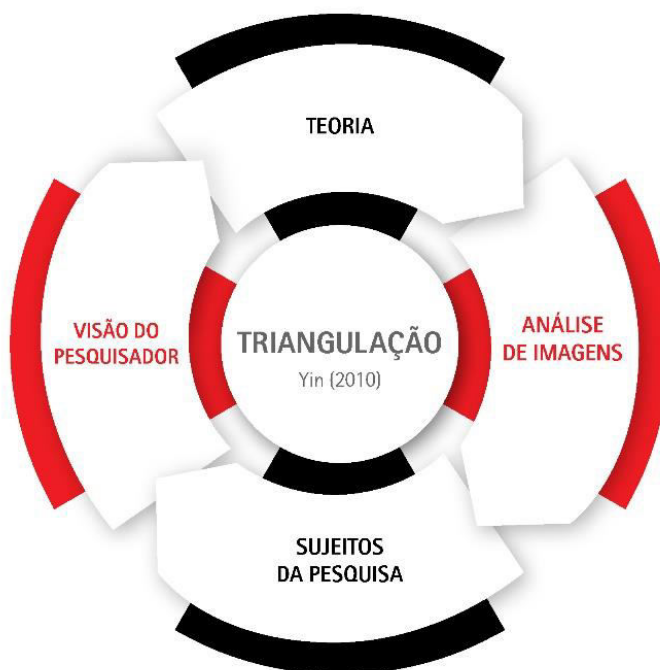 TEORIA
VISÃO DO
PESQUISADOR
TRIANGULAÇÃO
Yin (2010)
ANÁLISE
DE IMAGENS
SUJEITOS
DA PESQUISA